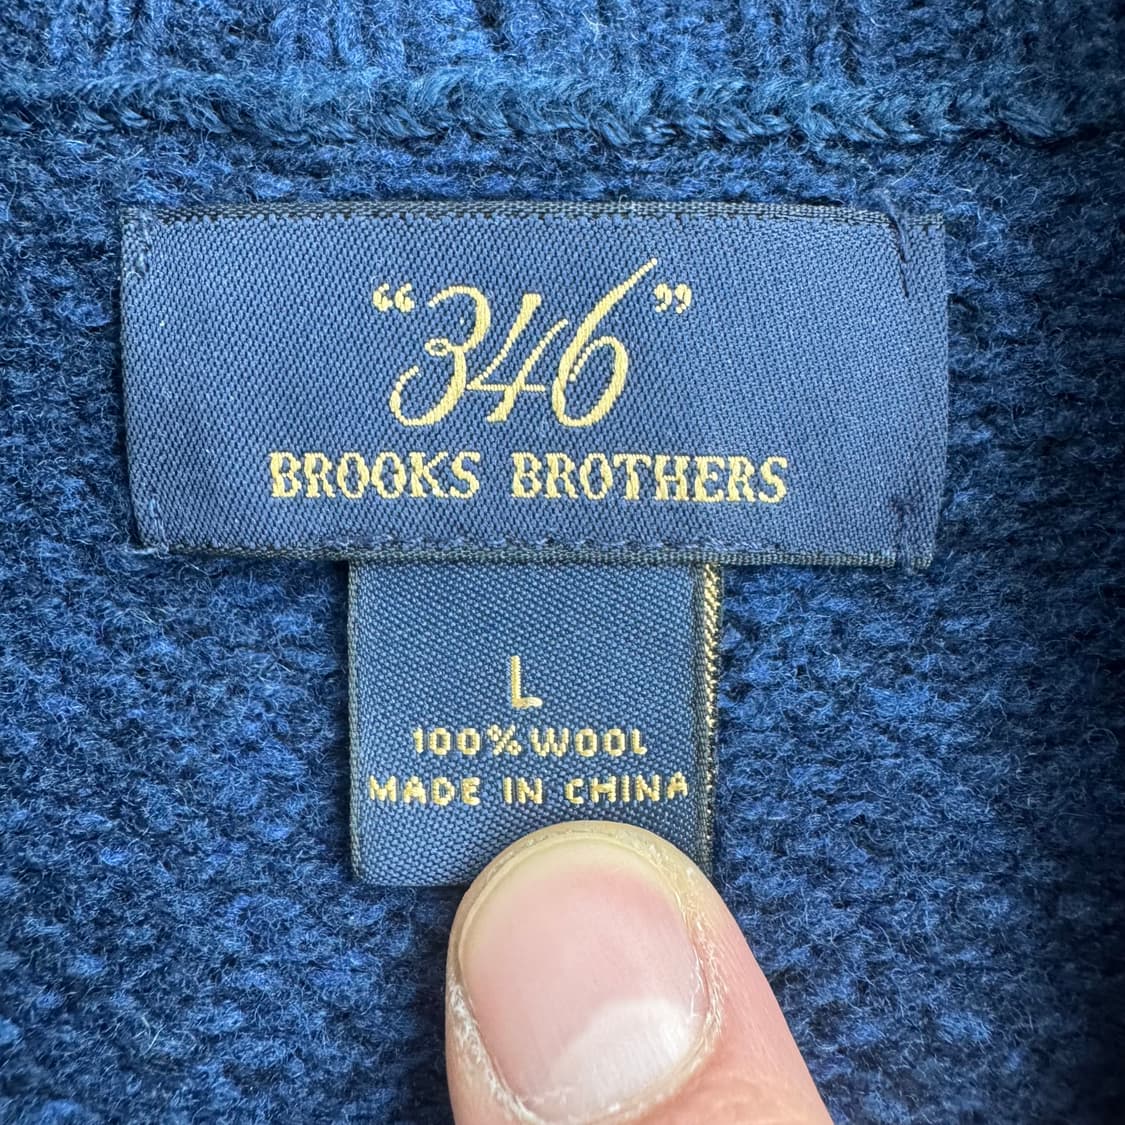 “346”
BROOKS BROTHERS
L
100% WOOL
MADE IN CHINA